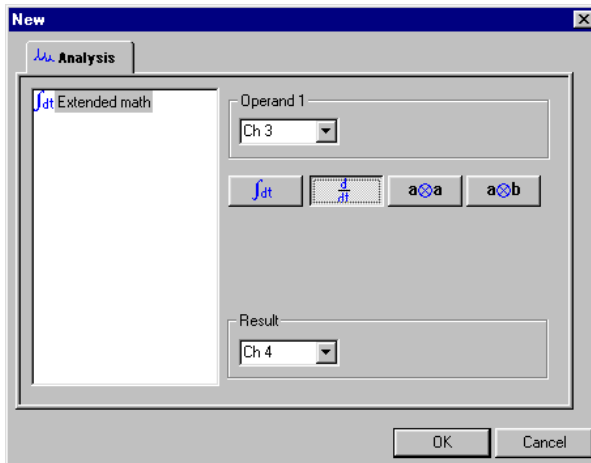 New
Analysis
∫dt Extended math
Operand 1
Ch 3
∫dt
d/dt
a⊗a
a⊗b
Result
Ch 4
OK
Cancel